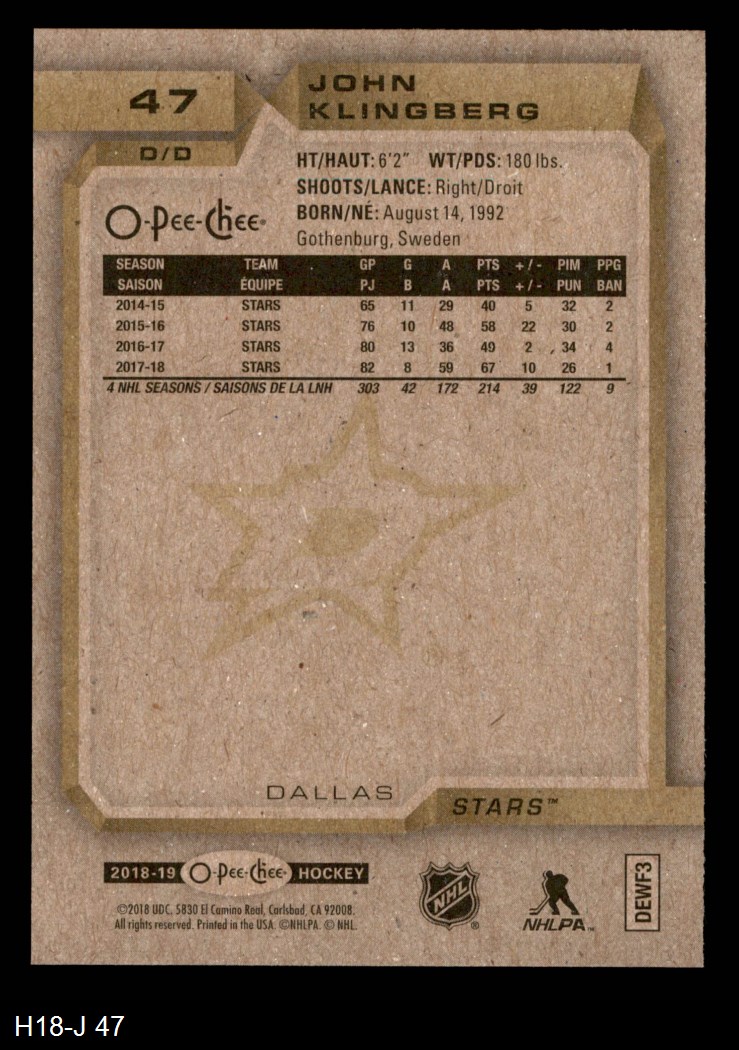 47
JOHN
KLINGBERG
D/D
HT/HAUT: 6'2" WT/PDS: 180 lbs.
SHOOTS/LANCE: Right/Droit
BORN/NÉ: August 14, 1992
Gothenburg, Sweden
O-Pee-Chee
SEASON TEAM GP G A PTS +/- PIM PPG
SAISON ÉQUIPE PJ B A PTS +/- PUN BAN
2014-15 STARS 65 11 29 40 5 32 2
2015-16 STARS 76 10 48 58 22 30 2
2016-17 STARS 80 13 36 49 2 34 4
2017-18 STARS 82 8 59 67 10 26 1
4 NHL SEASONS / SAISONS DE LA LNH 303 42 172 214 39 122 9
DALLAS
STARS™
2018-19 O-Pee-Chee HOCKEY
©2018 UDC. 5830 El Camino Real, Carlsbad, CA 92008.
All rights reserved. Printed in the USA. ©NHLPA. © NHL.
NHL®
NHLPA™
DEWF3
H18-J 47